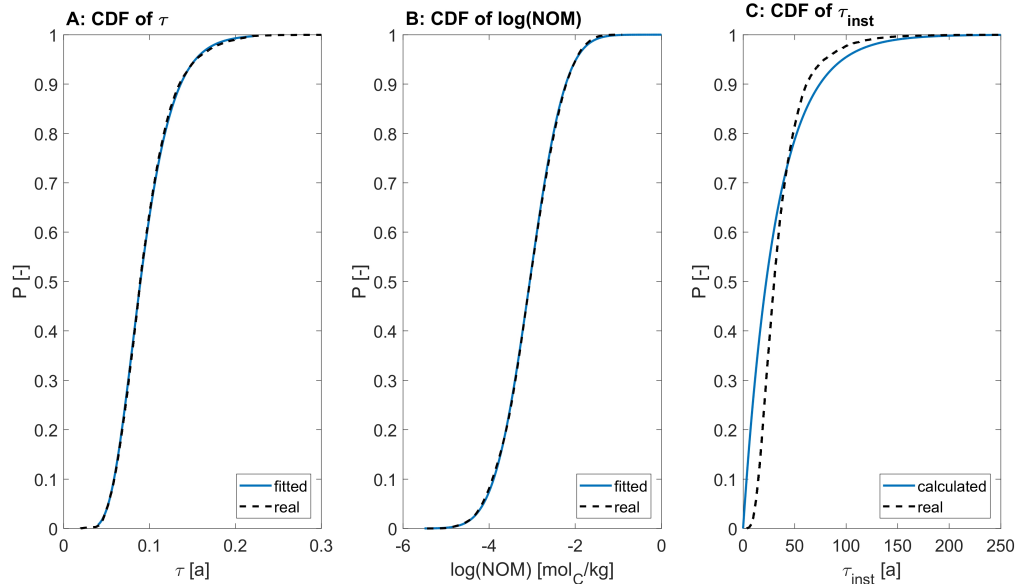 A: CDF of τ
1
0.9
0.8
0.7
0.6
0.5
0.4
0.3
0.2
0.1
0
P [-]
0 0.1 0.2 0.3
τ [a]
fitted
real
B: CDF of log(NOM)
1
0.9
0.8
0.7
0.6
0.5
0.4
0.3
0.2
0.1
0
P [-]
-6 -4 -2 0
log(NOM) [mol_C/kg]
fitted
real
C: CDF of τ_inst
1
0.9
0.8
0.7
0.6
0.5
0.4
0.3
0.2
0.1
0
P [-]
0 50 100 150 200 250
τ_inst [a]
calculated
real